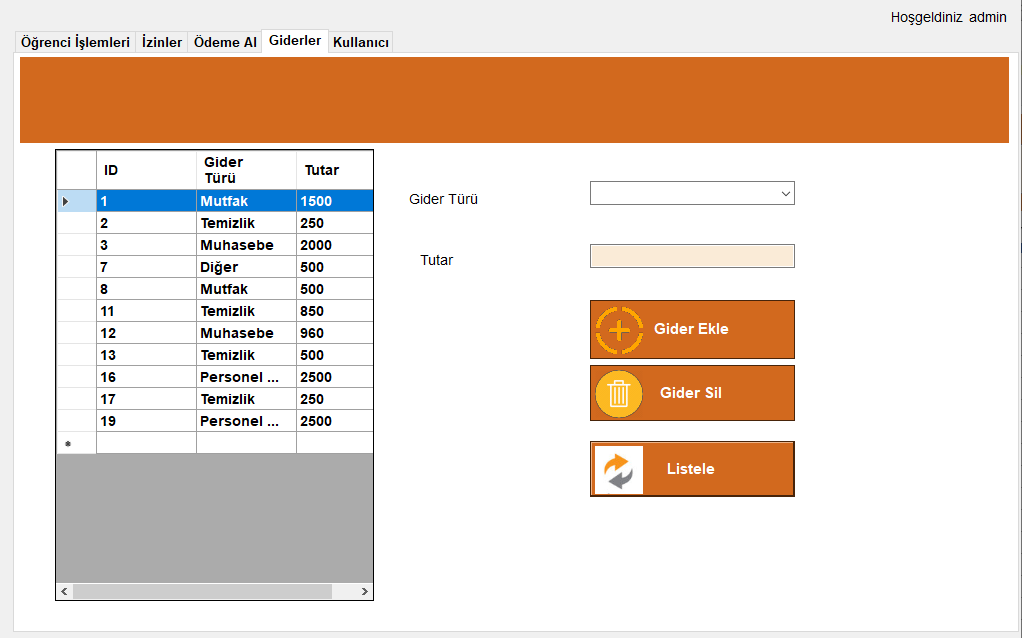 Hoşgeldiniz admin
Öğrenci İşlemleri İzinler Ödeme Al Giderler Kullanıcı
ID Gider Türü Tutar
1 Mutfak 1500
2 Temizlik 250
3 Muhasebe 2000
7 Diğer 500
8 Mutfak 500
11 Temizlik 850
12 Muhasebe 960
13 Temizlik 500
16 Personel ... 2500
17 Temizlik 250
19 Personel ... 2500
Gider Türü
Tutar
Gider Ekle
Gider Sil
Listele